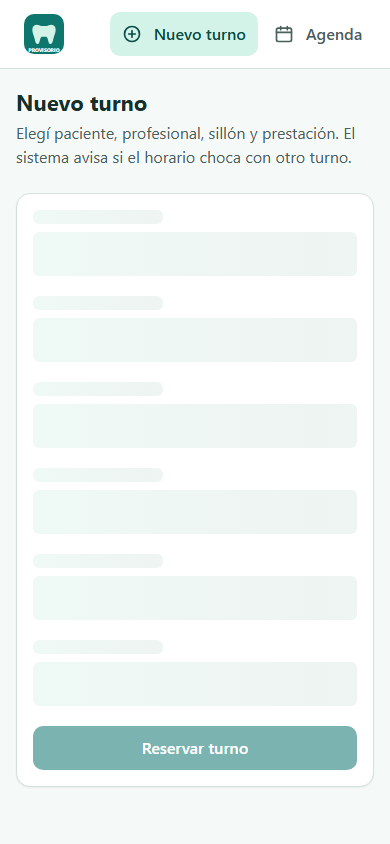 PROVISORIO
Nuevo turno
Agenda
Nuevo turno
Elegí paciente, profesional, sillón y prestación. El
sistema avisa si el horario choca con otro turno.
Reservar turno